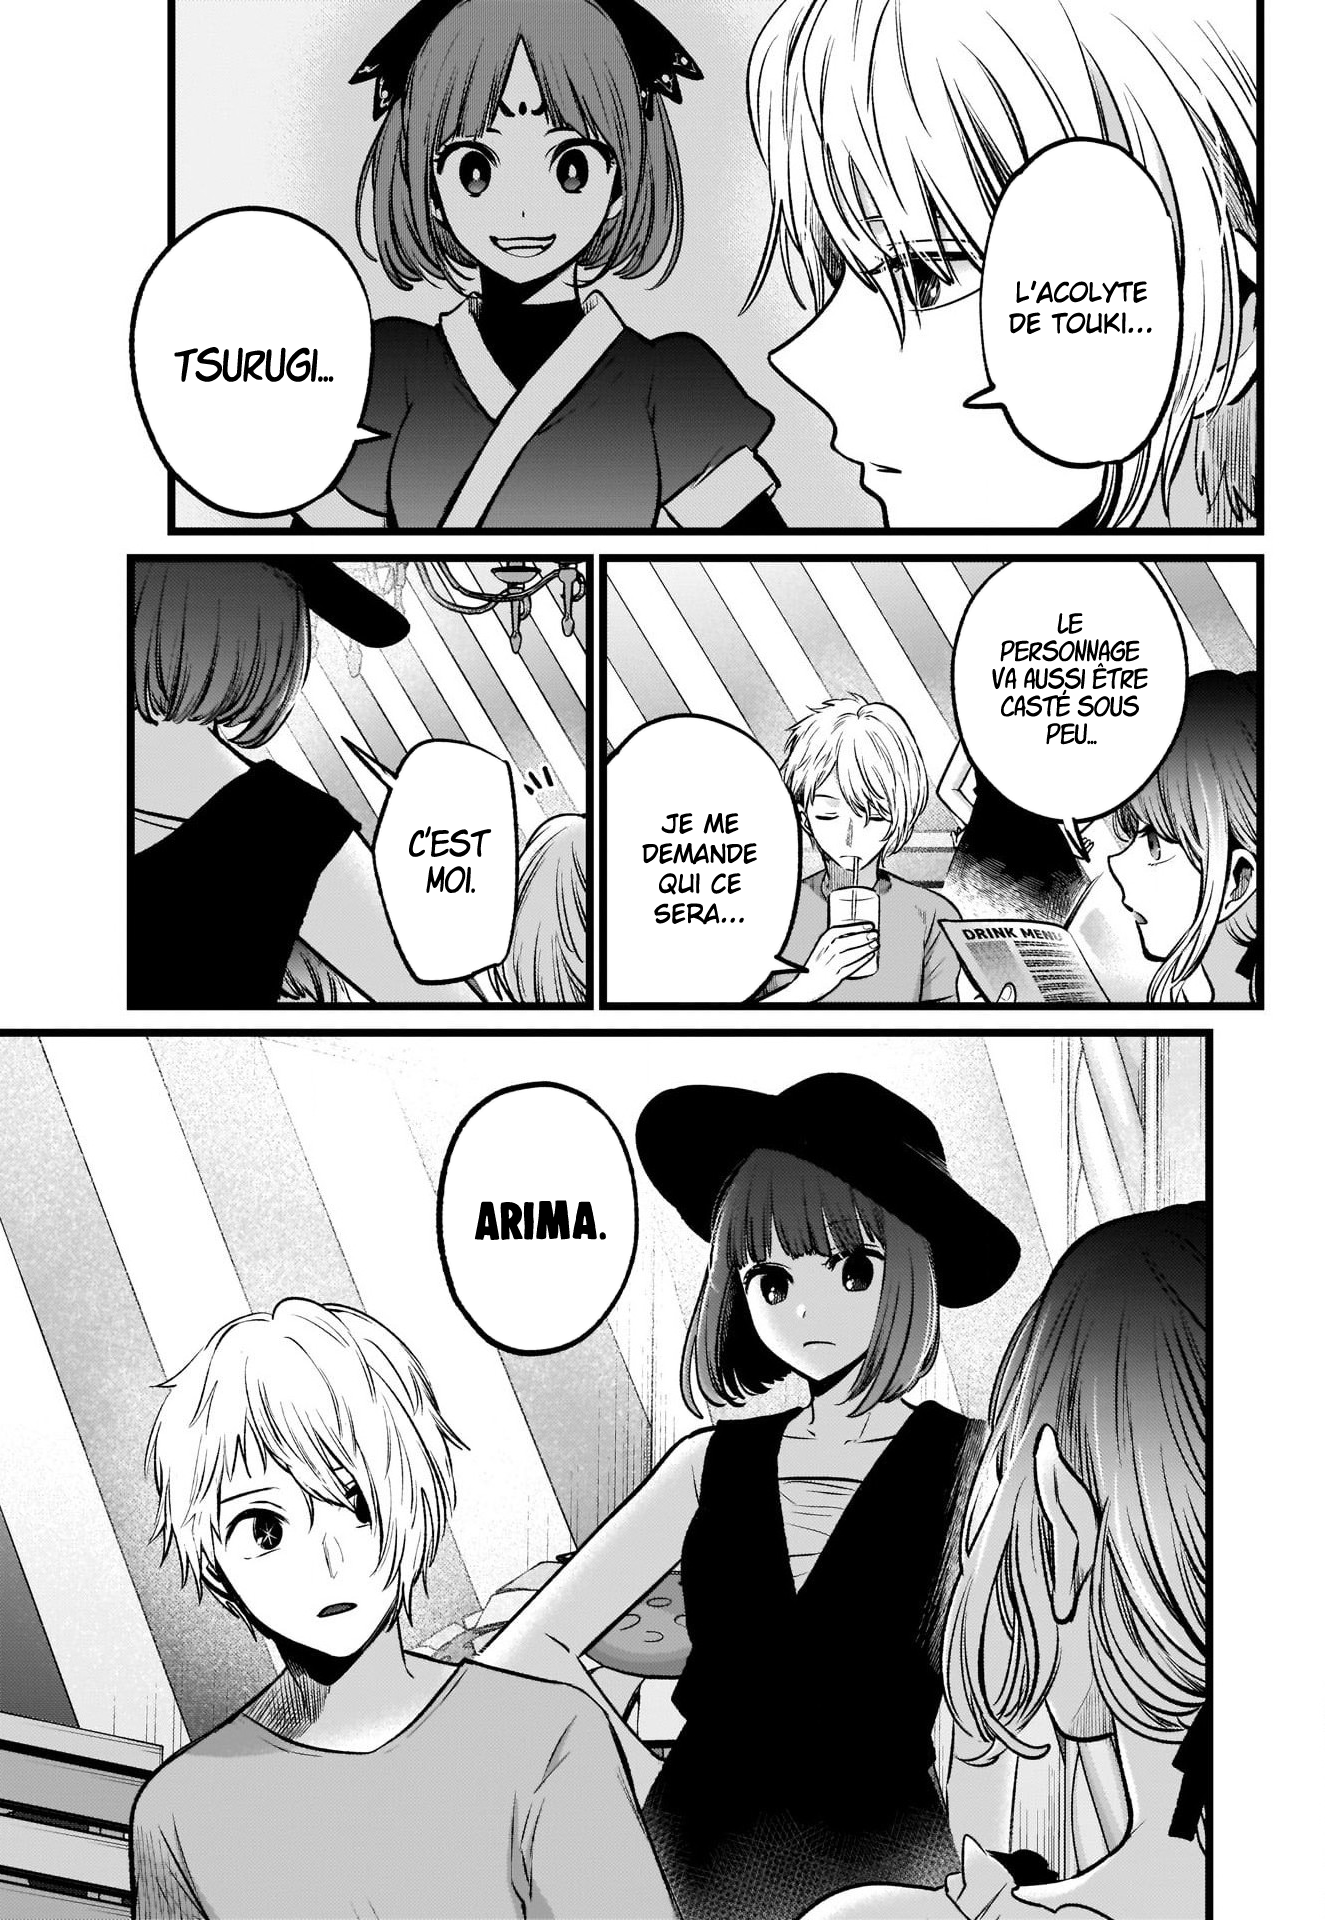 L'ACOLYTE
DE TOUKI...
TSURUGI...
LE
PERSONNAGE
VA AUSSI ÊTRE
CASTÉ SOUS
PEU...
JE ME
DEMANDE
QUI CE
SERA...
DRINK MENU
C'EST
MOI.
ARIMA.